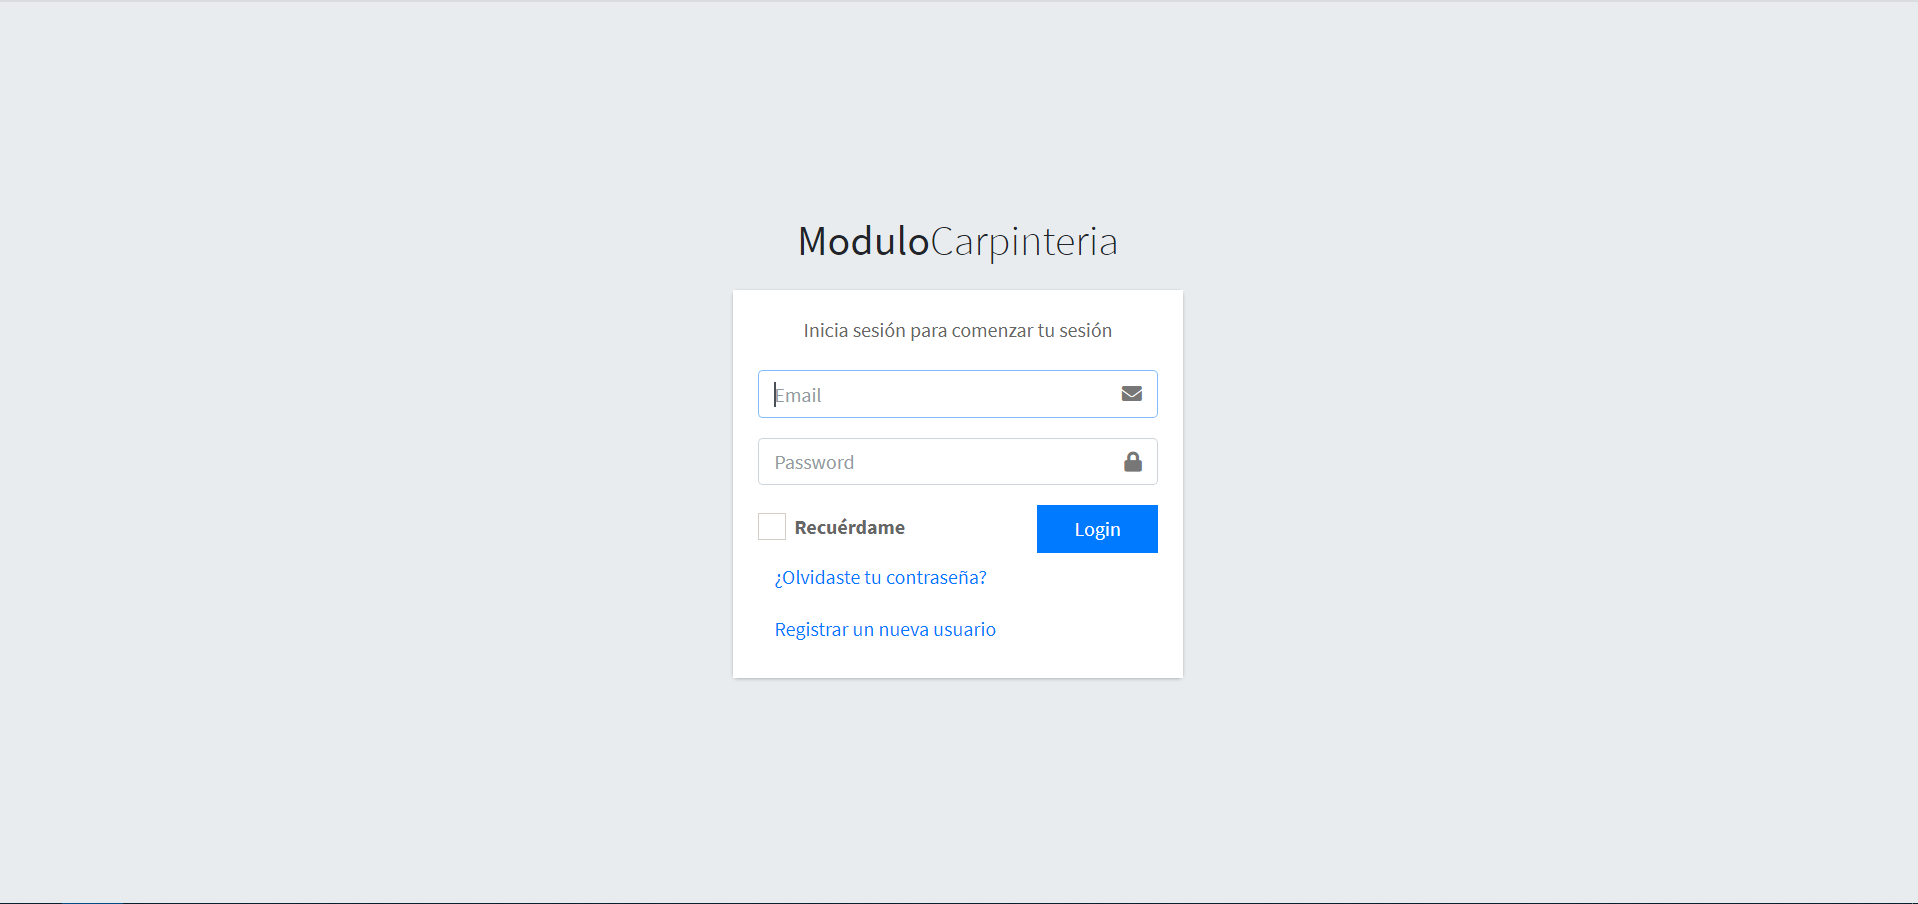 ModuloCarpinteria
Inicia sesión para comenzar tu sesión
Email
Password
Recuérdame
Login
¿Olvidaste tu contraseña?
Registrar un nueva usuario